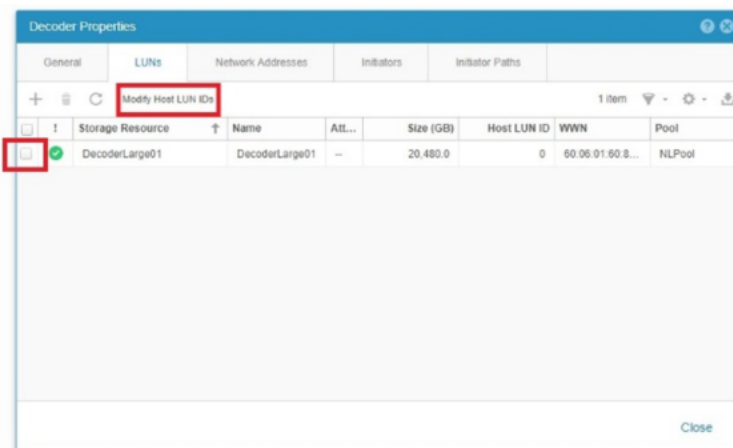 Decoder Properties
General LUNs Network Addresses Initiators Initiator Paths
Modify Host LUN IDs 1 item
! Storage Resource ↑ Name Att... Size (GB) Host LUN ID WWN Pool
DecoderLarge01 DecoderLarge01 -- 20,480.0 0 60:06:01:60:8... NLPool
Close